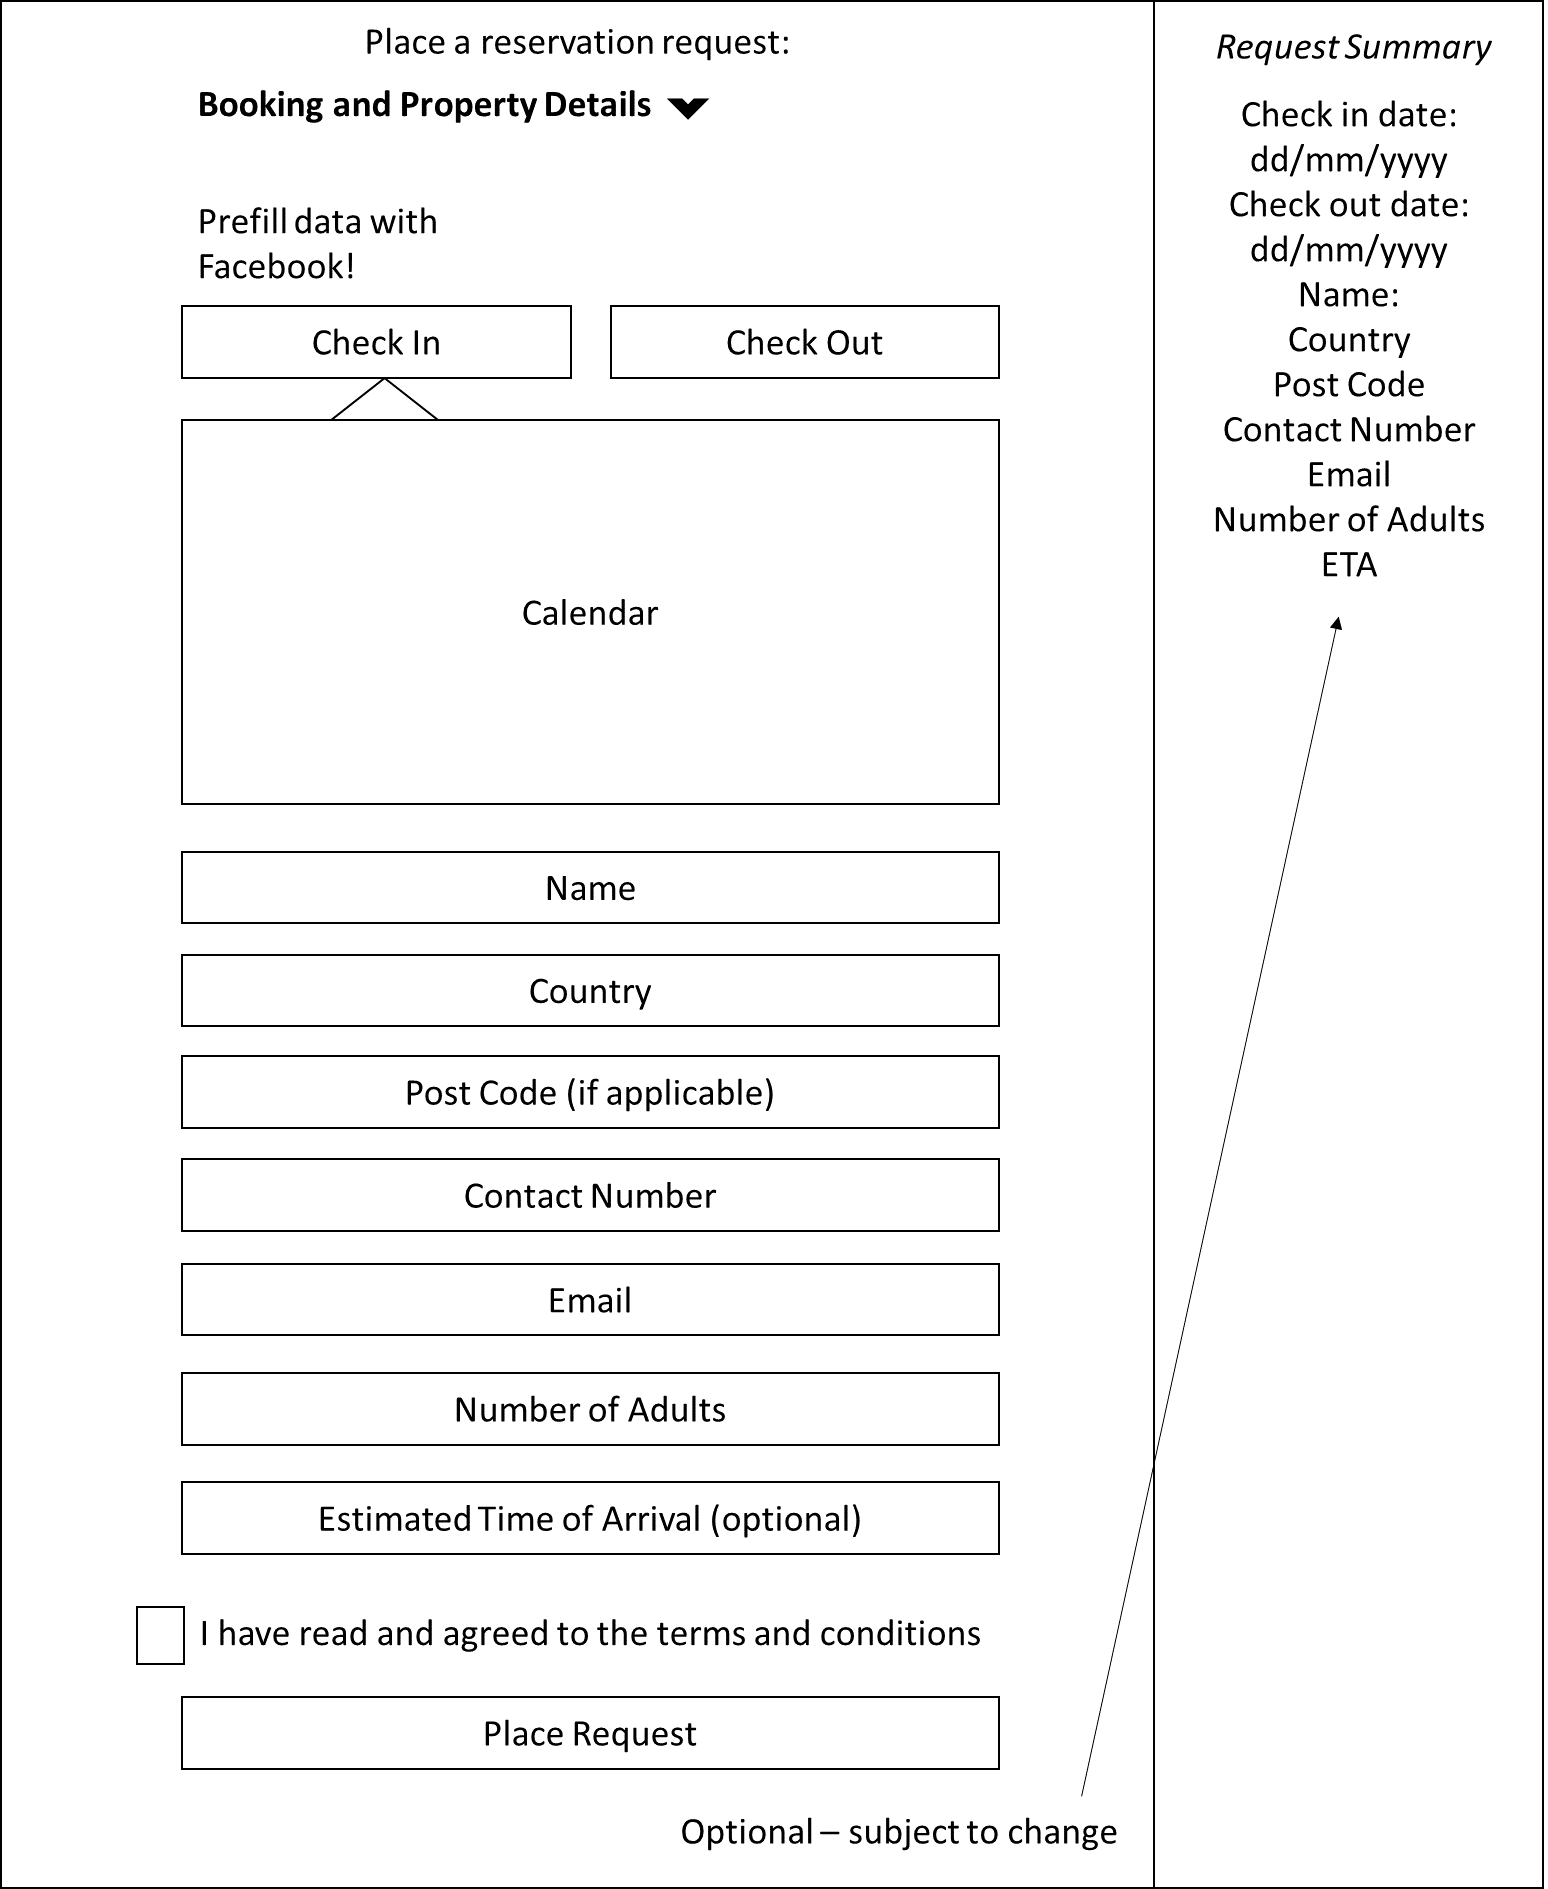 Place a reservation request:
Booking and Property Details
Prefill data with
Facebook!
Check In
Check Out
Calendar
Name
Country
Post Code (if applicable)
Contact Number
Email
Number of Adults
Estimated Time of Arrival (optional)
I have read and agreed to the terms and conditions
Place Request
Optional – subject to change
Request Summary
Check in date:
dd/mm/yyyy
Check out date:
dd/mm/yyyy
Name:
Country
Post Code
Contact Number
Email
Number of Adults
ETA